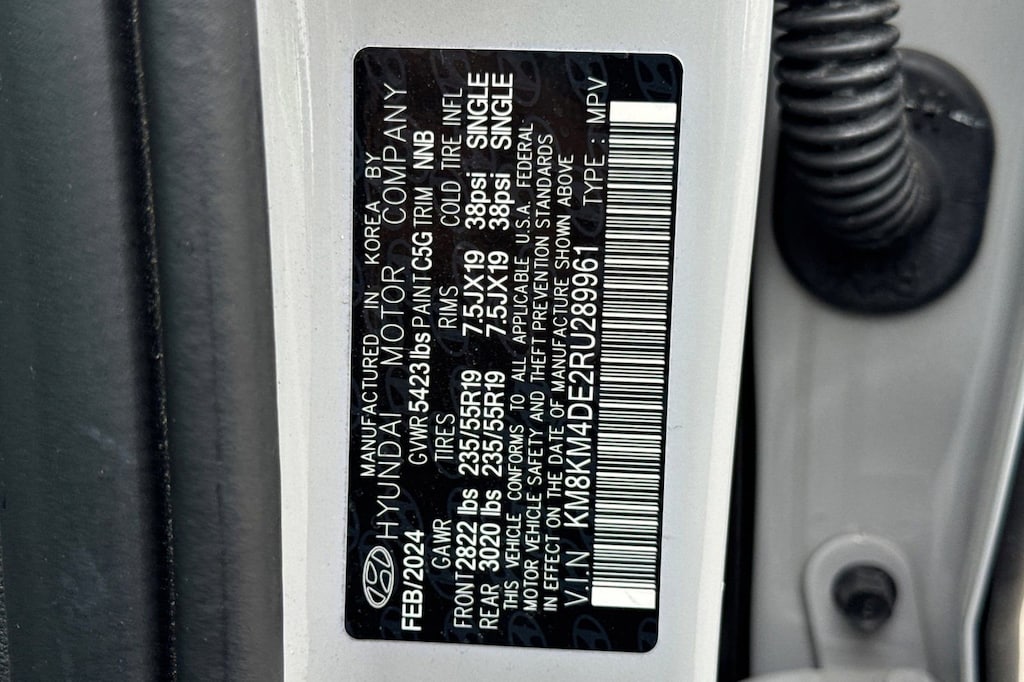 MANUFACTURED IN KOREA BY
HYUNDAI MOTOR COMPANY
FEB/2024 GVWR 5423 lbs PAINT C5G TRIM NNB
GAWR TIRES RIMS COLD TIRE INFL
FRONT 2822 lbs 235/55R19 7.5JX19 38psi SINGLE
REAR 3020 lbs 235/55R19 7.5JX19 38psi SINGLE
THIS VEHICLE CONFORMS TO ALL APPLICABLE U.S.A. FEDERAL
MOTOR VEHICLE SAFETY AND THEFT PREVENTION STANDARDS
IN EFFECT ON THE DATE OF MANUFACTURE SHOWN ABOVE
V.I.N KM8KM4DE2RU289961 TYPE : MPV